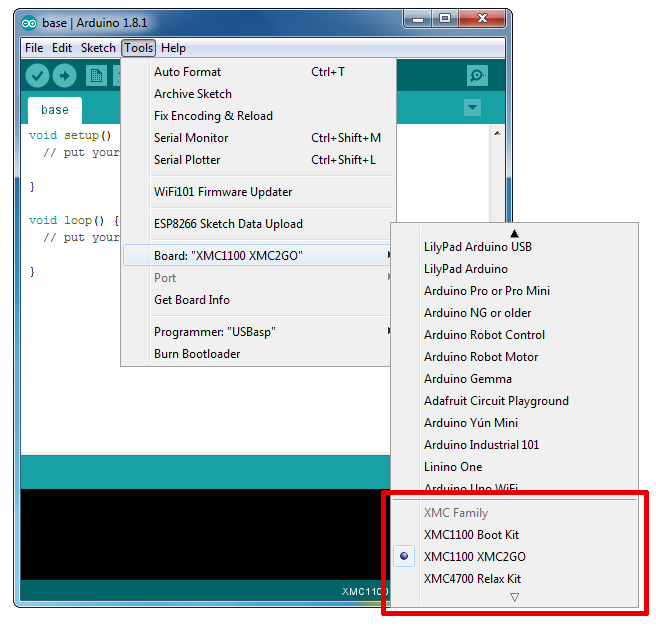 base | Arduino 1.8.1
File Edit Sketch Tools Help
base
void setup()
// put your
}
void loop() {
// put your
}
Auto Format Ctrl+T
Archive Sketch
Fix Encoding & Reload
Serial Monitor Ctrl+Shift+M
Serial Plotter Ctrl+Shift+L
WiFi101 Firmware Updater
ESP8266 Sketch Data Upload
Board: "XMC1100 XMC2GO"
Port
Get Board Info
Programmer: "USBasp"
Burn Bootloader
LilyPad Arduino USB
LilyPad Arduino
Arduino Pro or Pro Mini
Arduino NG or older
Arduino Robot Control
Arduino Robot Motor
Arduino Gemma
Adafruit Circuit Playground
Arduino Yún Mini
Arduino Industrial 101
Linino One
Arduino Uno WiFi
XMC Family
XMC1100 Boot Kit
XMC1100 XMC2GO
XMC4700 Relax Kit
XMC1100